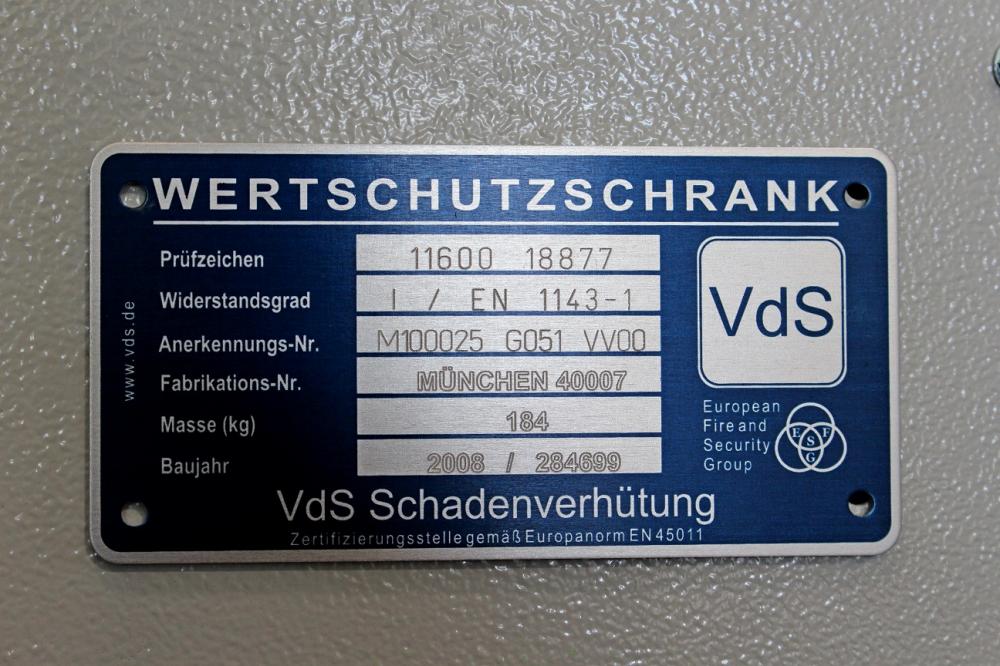 WERTSCHUTZSCHRANK
Prüfzeichen 11600 18877
Widerstandsgrad I / EN 1143-1
Anerkennungs-Nr. M100025 G051 VV00
Fabrikations-Nr. MÜNCHEN 40007
Masse (kg) 184
Baujahr 2008 / 284699
www.vds.de
VdS
European
Fire and
Security
Group
E F
S
G
VdS Schadenverhütung
Zertifizierungsstelle gemäß Europanorm EN 45011